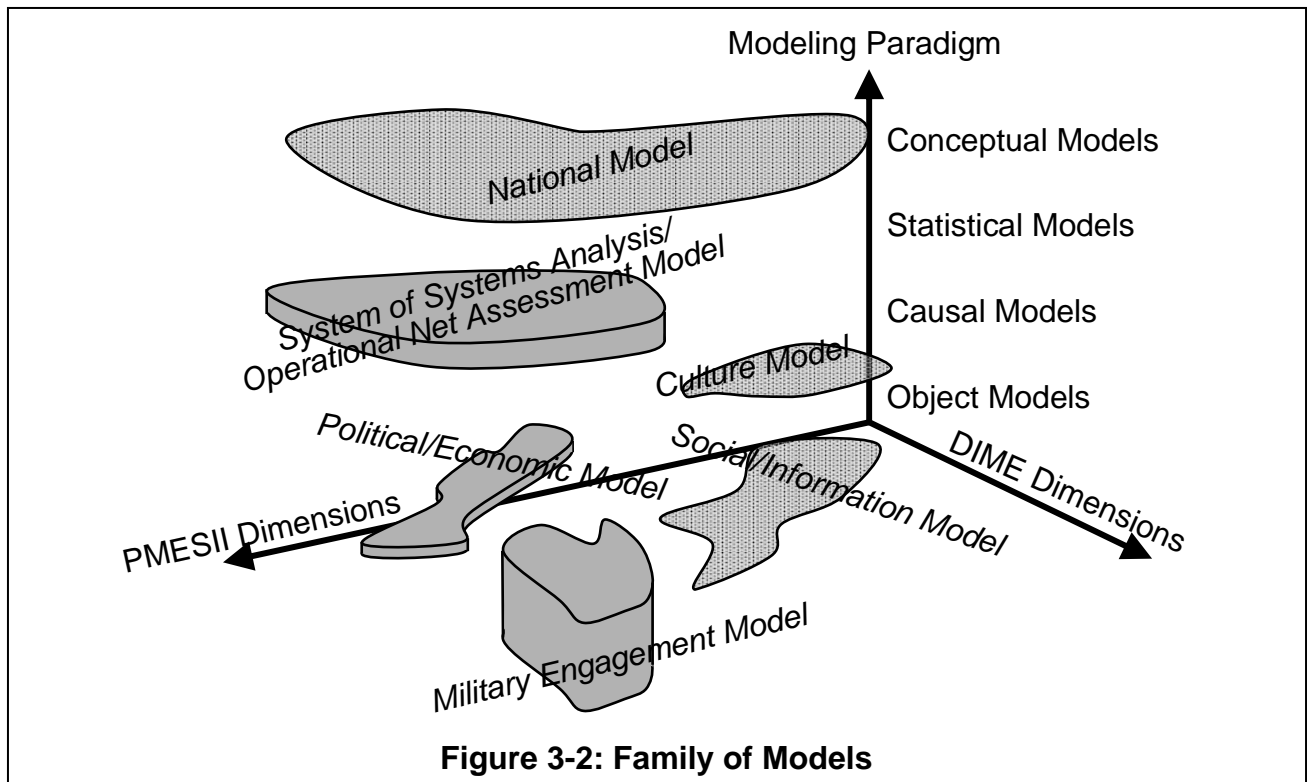 Modeling Paradigm
Conceptual Models
National Model
Statistical Models
System of Systems Analysis/
Operational Net Assessment Model
Causal Models
Culture Model
Object Models
Political/Economic Model
Social/Information Model
DIME Dimensions
PMESII Dimensions
Military Engagement Model
Figure 3-2: Family of Models